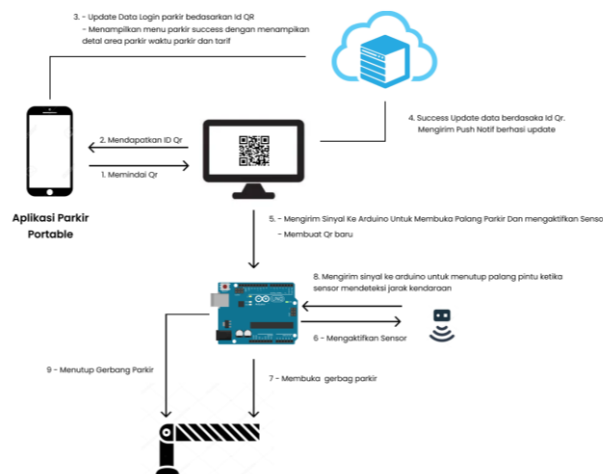 3. - Update Data Login parkir bedasarkan Id QR
- Menampilkan menu parkir success dengan menampikan
detal area parkir waktu parkir dan tarif
4. Success Update data berdasaka Id Qr.
Mengirim Push Notif berhasi update
2. Mendapatkan ID Qr
1. Memindai Qr
Aplikasi Parkir
Portable
5. - Mengirim Sinyal Ke Arduino Untuk Membuka Palang Parkir Dan mengaktifkan Senso
- Membuat Qr baru
8. Mengirim sinyal ke arduino untuk menutup palang pintu ketika
sensor mendeteksi jarak kendaraan
6 - Mengaktifkan Sensor
9 - Menutup Gerbang Parkir
7 - Membuka gerbag parkir